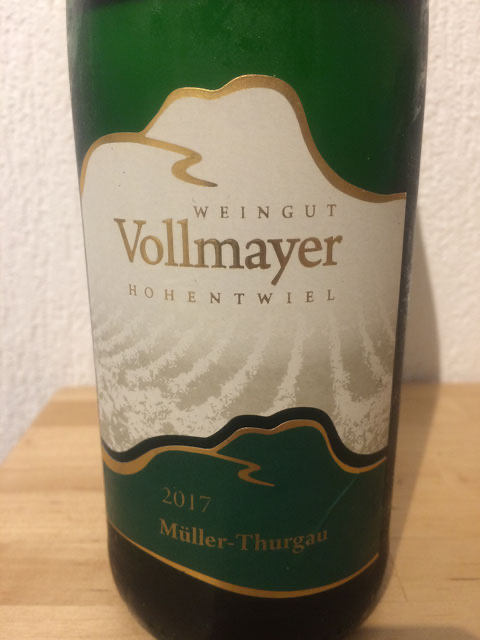 WEINGUT
Vollmayer
HOHENTWIEL
2017
Müller-Thurgau